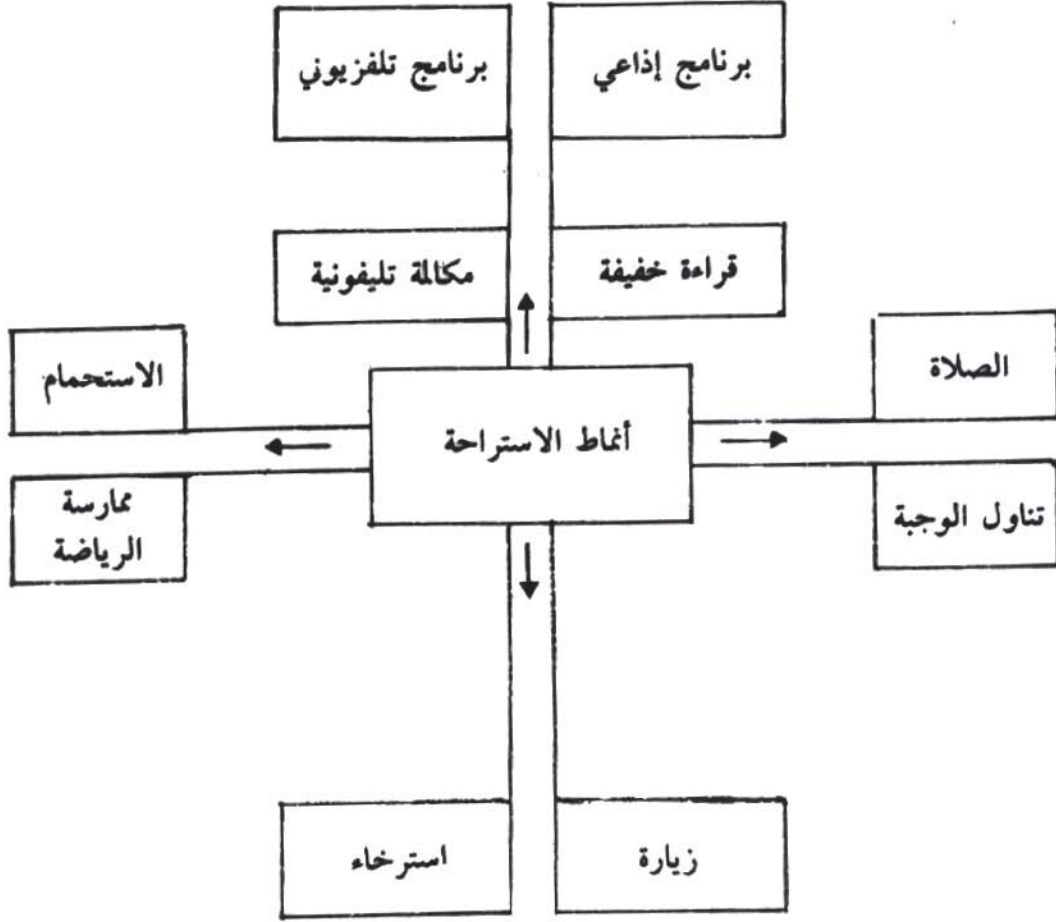 برنامج إذاعي
برنامج تلفزيوني
قراءة خفيفة
مكالمة تليفونية
الصلاة
الاستحمام
أنماط الاستراحة
تناول الوجبة
ممارسة
الرياضة
زيارة
استرخاء